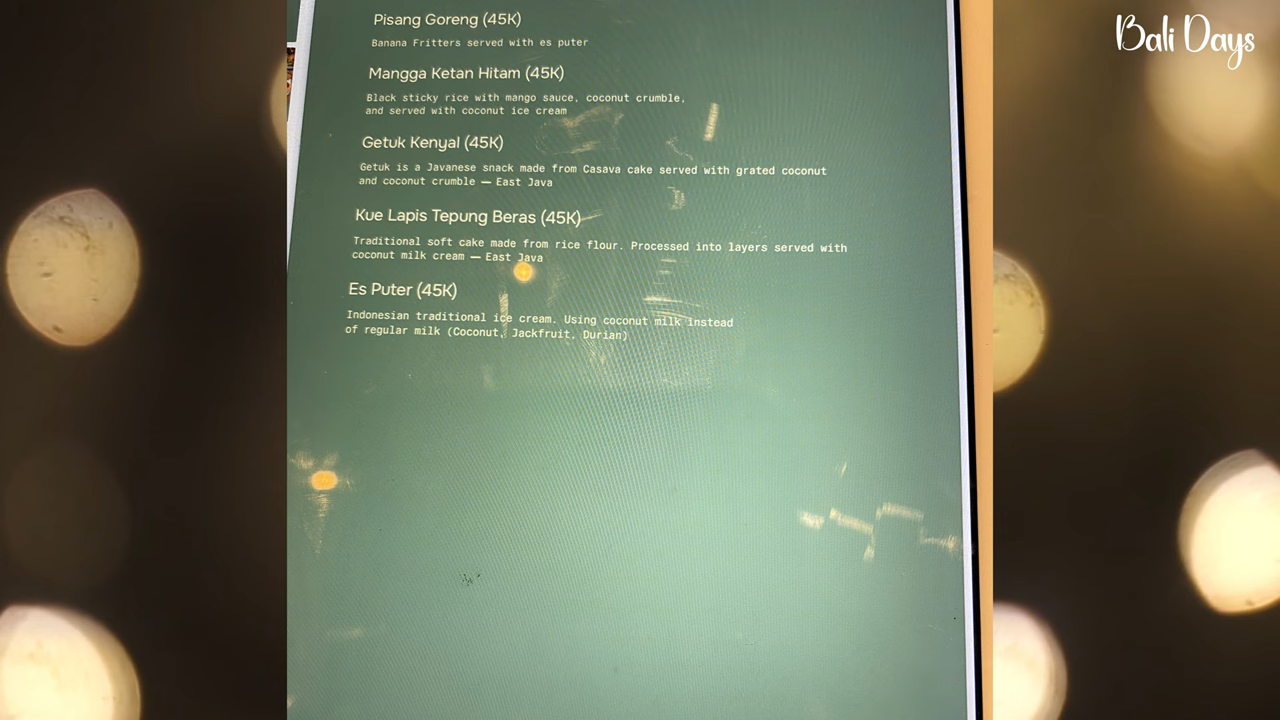 Bali Days
Pisang Goreng (45K)
Banana Fritters served with es puter
Mangga Ketan Hitam (45K)
Black sticky rice with mango sauce, coconut crumble,
and served with coconut ice cream
Getuk Kenyal (45K)
Getuk is a Javanese snack made from Casava cake served with grated coconut
and coconut crumble — East Java
Kue Lapis Tepung Beras (45K)
Traditional soft cake made from rice flour. Processed into layers served with
coconut milk cream — East Java
Es Puter (45K)
Indonesian traditional ice cream. Using coconut milk instead
of regular milk (Coconut, Jackfruit, Durian)